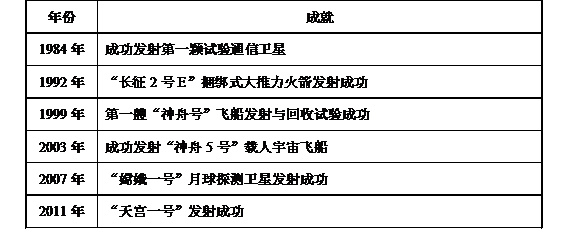 年份 成就
1984 年 成功发射第一颗试验通信卫星
1992 年 “长征 2 号 E”捆绑式大推力火箭发射成功
1999 年 第一艘“神舟号”飞船发射与回收试验成功
2003 年 成功发射“神舟 5 号”载人宇宙飞船
2007 年 “嫦娥一号”月球探测卫星发射成功
2011 年 “天宫一号”发射成功